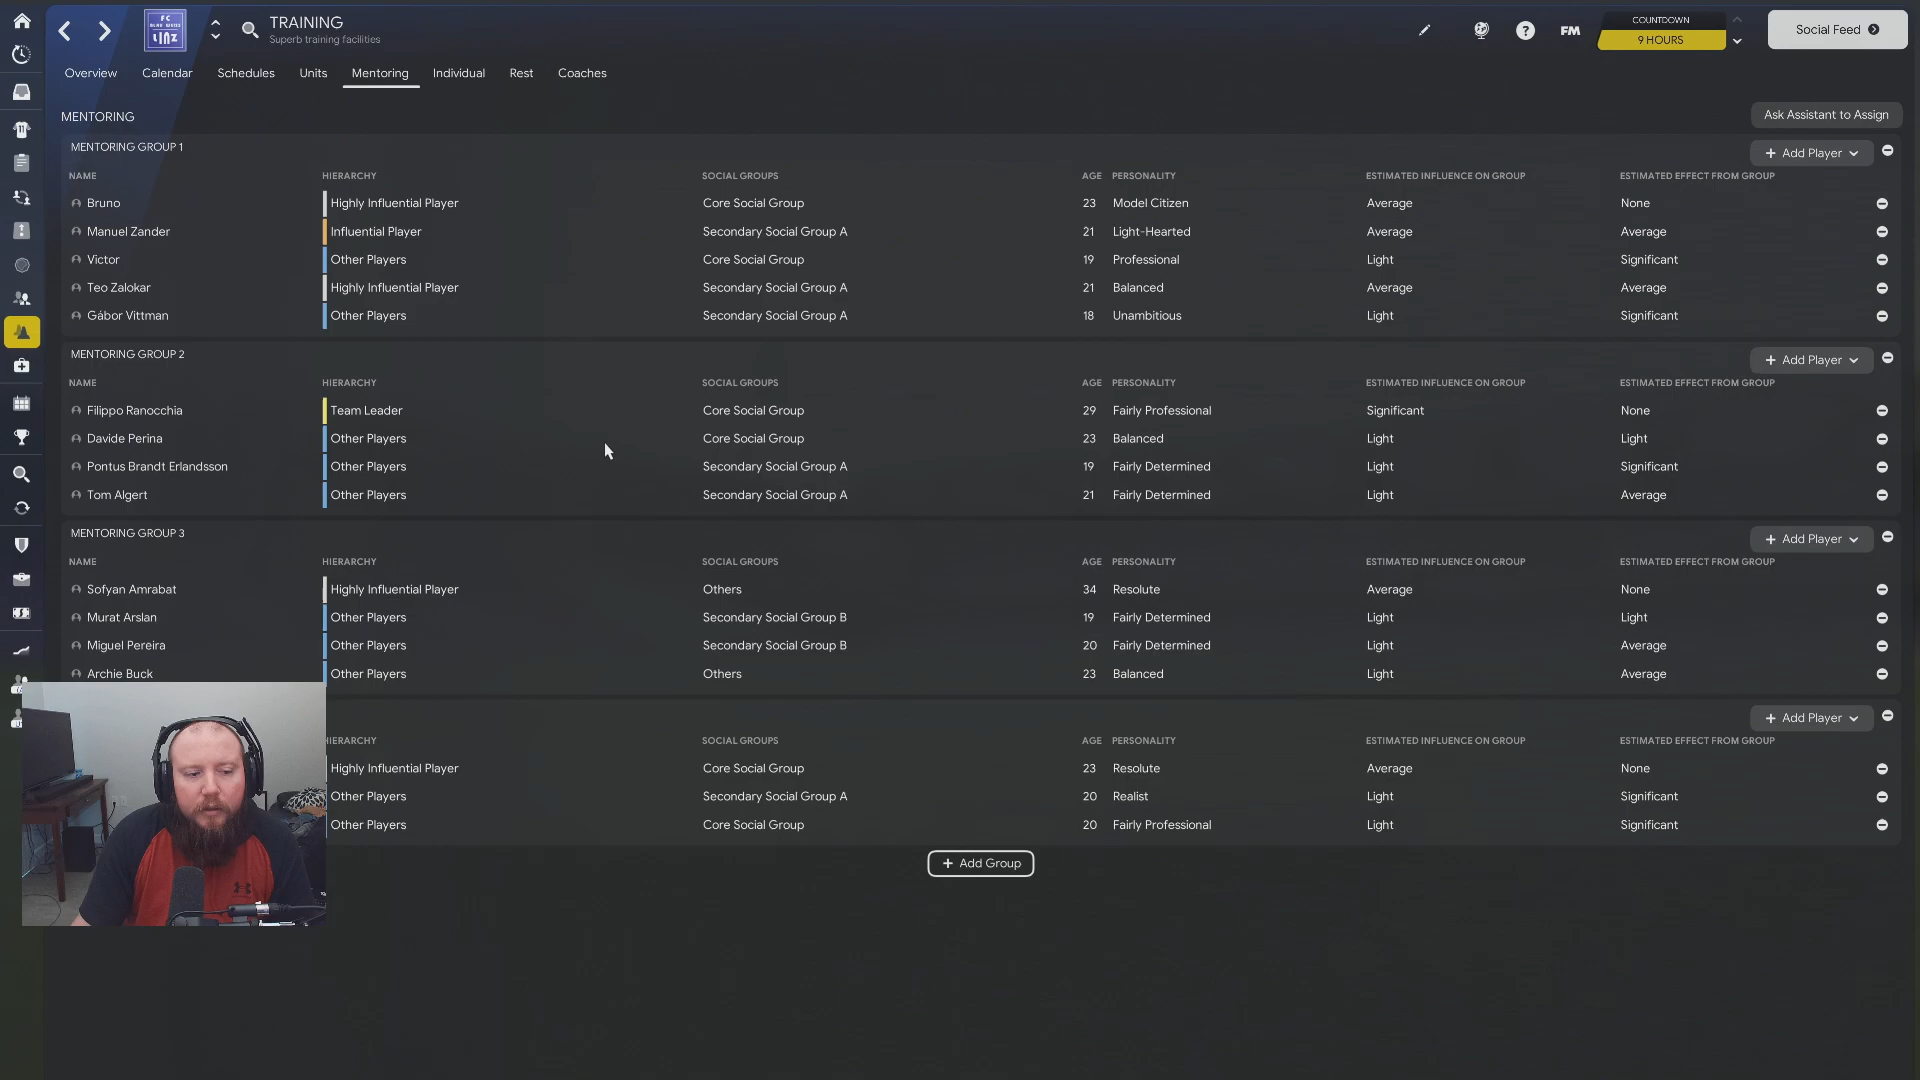 FC
BLAU WEISS
LINZ
TRAINING
Superb training facilities
FM
COUNTDOWN
9 HOURS
Social Feed
Overview Calendar Schedules Units Mentoring Individual Rest Coaches
MENTORING
Ask Assistant to Assign
MENTORING GROUP 1
+ Add Player
NAME HIERARCHY SOCIAL GROUPS AGE PERSONALITY ESTIMATED INFLUENCE ON GROUP ESTIMATED EFFECT FROM GROUP
Bruno Highly Influential Player Core Social Group 23 Model Citizen Average None
Manuel Zander Influential Player Secondary Social Group A 21 Light-Hearted Average Average
Victor Other Players Core Social Group 19 Professional Light Significant
Teo Zalokar Highly Influential Player Secondary Social Group A 21 Balanced Average Average
Gábor Vittman Other Players Secondary Social Group A 18 Unambitious Light Significant
MENTORING GROUP 2
+ Add Player
NAME HIERARCHY SOCIAL GROUPS AGE PERSONALITY ESTIMATED INFLUENCE ON GROUP ESTIMATED EFFECT FROM GROUP
Filippo Ranocchia Team Leader Core Social Group 29 Fairly Professional Significant None
Davide Perina Other Players Core Social Group 23 Balanced Light Light
Pontus Brandt Erlandsson Other Players Secondary Social Group A 19 Fairly Determined Light Significant
Tom Algert Other Players Secondary Social Group A 21 Fairly Determined Light Average
MENTORING GROUP 3
+ Add Player
NAME HIERARCHY SOCIAL GROUPS AGE PERSONALITY ESTIMATED INFLUENCE ON GROUP ESTIMATED EFFECT FROM GROUP
Sofyan Amrabat Highly Influential Player Others 34 Resolute Average None
Murat Arslan Other Players Secondary Social Group B 19 Fairly Determined Light Light
Miguel Pereira Other Players Secondary Social Group B 20 Fairly Determined Light Average
Archie Buck Other Players Others 23 Balanced Light Average
+ Add Player
HIERARCHY SOCIAL GROUPS AGE PERSONALITY ESTIMATED INFLUENCE ON GROUP ESTIMATED EFFECT FROM GROUP
Highly Influential Player Core Social Group 23 Resolute Average None
Other Players Secondary Social Group A 20 Realist Light Significant
Other Players Core Social Group 20 Fairly Professional Light Significant
+ Add Group